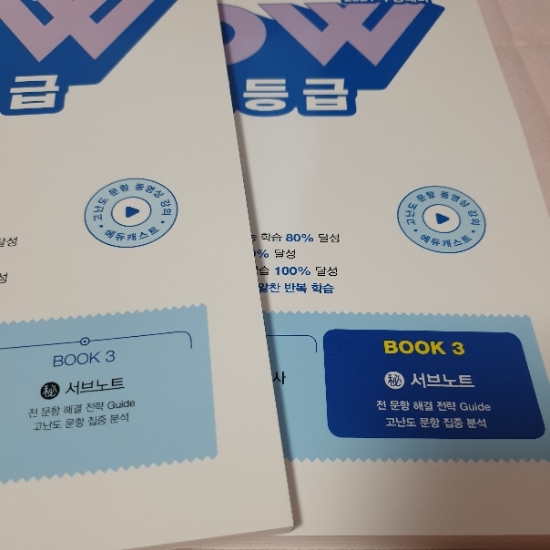 OW
급
고난도 문항 동영상 강의
에듀캐스트
달성
달성
BOOK 3
秘 서브노트
전 문항 해결 전략 Guide
고난도 문항 집중 분석
OW
등급
고난도 문항 동영상 강의
에듀캐스트
학습 80% 달성
% 달성
100% 달성
반복 학습
BOOK 3
秘 서브노트
전 문항 해결 전략 Guide
고난도 문항 집중 분석